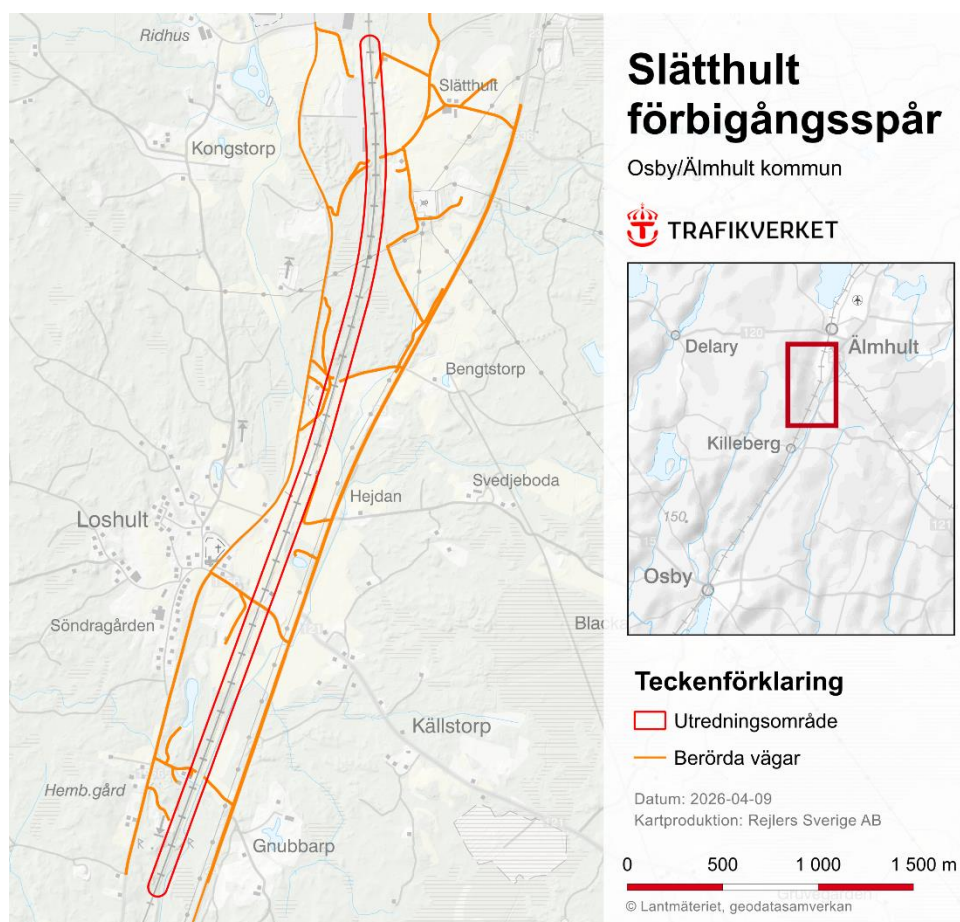 Ridhus
Slätthult
Kongstorp
Bengtstorp
Svedjeboda
Hejdan
Loshult
Söndragården
Källstorp
Hemb.gård
Gnubbarp
Slätthult
förbigångsspår
Osby/Älmhult kommun
TRAFIKVERKET
120
Delary
Älmhult
Killeberg
150
121
15
Osby
Teckenförklaring
Utredningsområde
Berörda vägar
Datum: 2026-04-09
Kartproduktion: Rejlers Sverige AB
0 500 1 000 1 500 m
© Lantmäteriet, geodatasamverkan